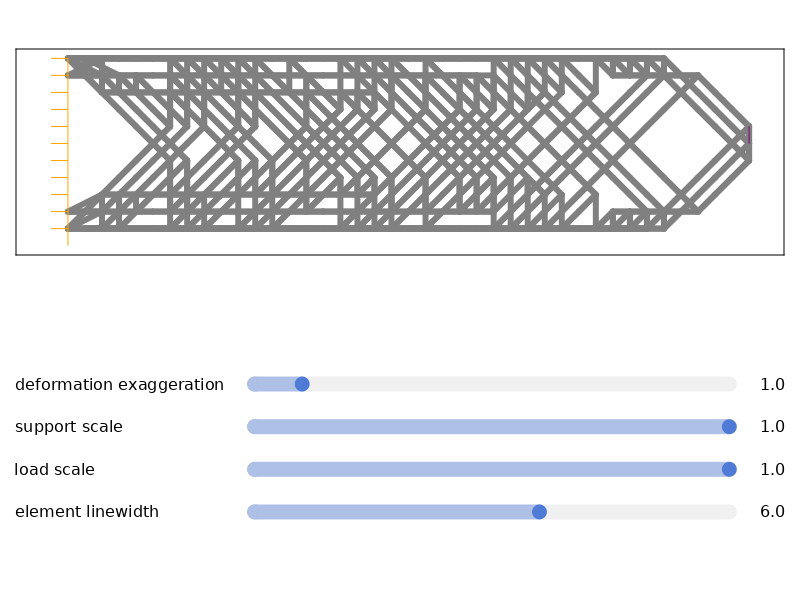 deformation exaggeration 1.0
support scale 1.0
load scale 1.0
element linewidth 6.0